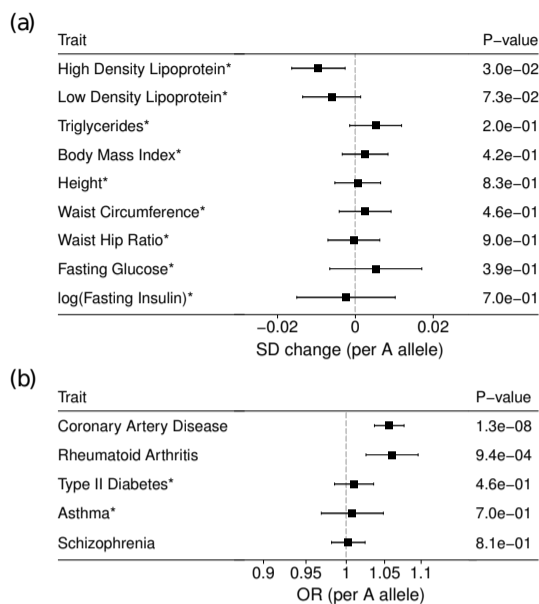 (a)
Trait P−value
High Density Lipoprotein* 3.0e−02
Low Density Lipoprotein* 7.3e−02
Triglycerides* 2.0e−01
Body Mass Index* 4.2e−01
Height* 8.3e−01
Waist Circumference* 4.6e−01
Waist Hip Ratio* 9.0e−01
Fasting Glucose* 3.9e−01
log(Fasting Insulin)* 7.0e−01
−0.02 0 0.02
SD change (per A allele)
(b)
Trait P−value
Coronary Artery Disease 1.3e−08
Rheumatoid Arthritis 9.4e−04
Type II Diabetes* 4.6e−01
Asthma* 7.0e−01
Schizophrenia 8.1e−01
0.9 0.95 1 1.05 1.1
OR (per A allele)